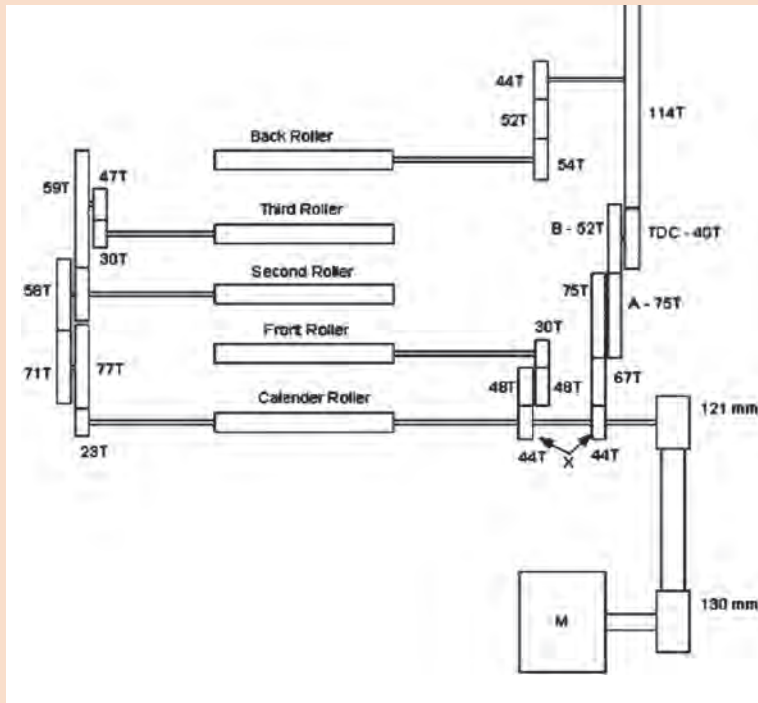 44T
52T
114T
Back Roller
54T
59T
47T
Third Roller
B - 52T
TDC - 40T
30T
Second Roller
58T
75T
A - 75T
Front Roller
30T
71T
77T
48T
48T
67T
Calender Roller
121 mm
23T
44T
X
44T
130 mm
M